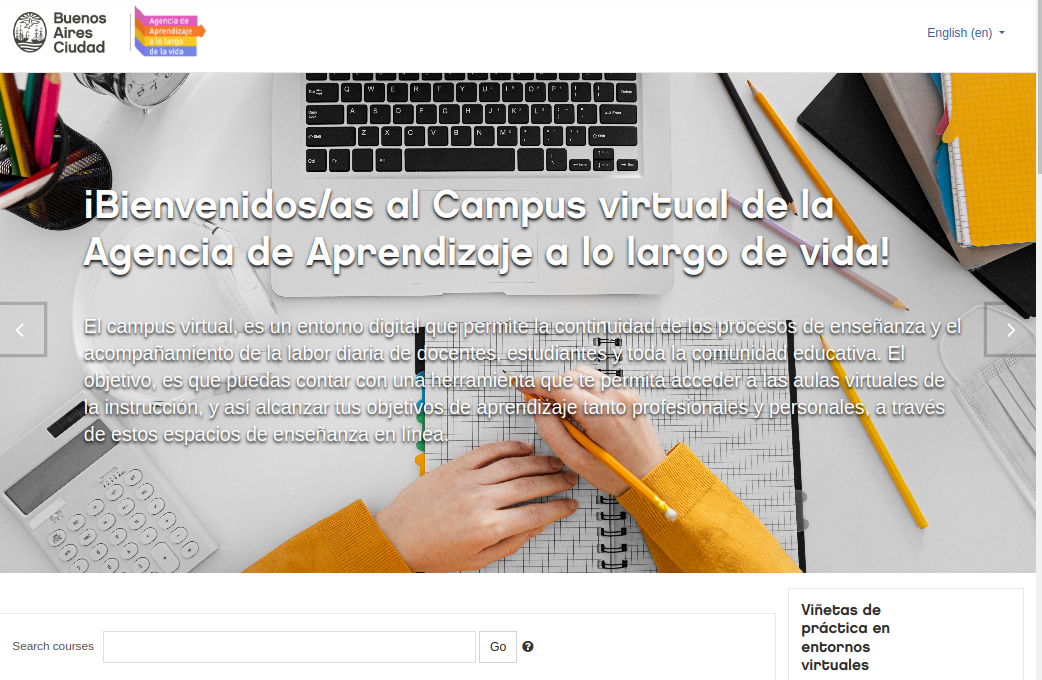 Buenos
Aires
Ciudad
Agencia de
Aprendizaje
a lo largo
de la vida
English (en)
¡Bienvenidos/as al Campus virtual de la
Agencia de Aprendizaje a lo largo de vida!
El campus virtual, es un entorno digital que permite la continuidad de los procesos de enseñanza y el
acompañamiento de la labor diaria de docentes, estudiantes y toda la comunidad educativa. El
objetivo, es que puedas contar con una herramienta que te permita acceder a las aulas virtuales de
la instrucción, y así alcanzar tus objetivos de aprendizaje tanto profesionales y personales, a través
de estos espacios de enseñanza en línea.
Search courses
Go
Viñetas de
práctica en
entornos
virtuales